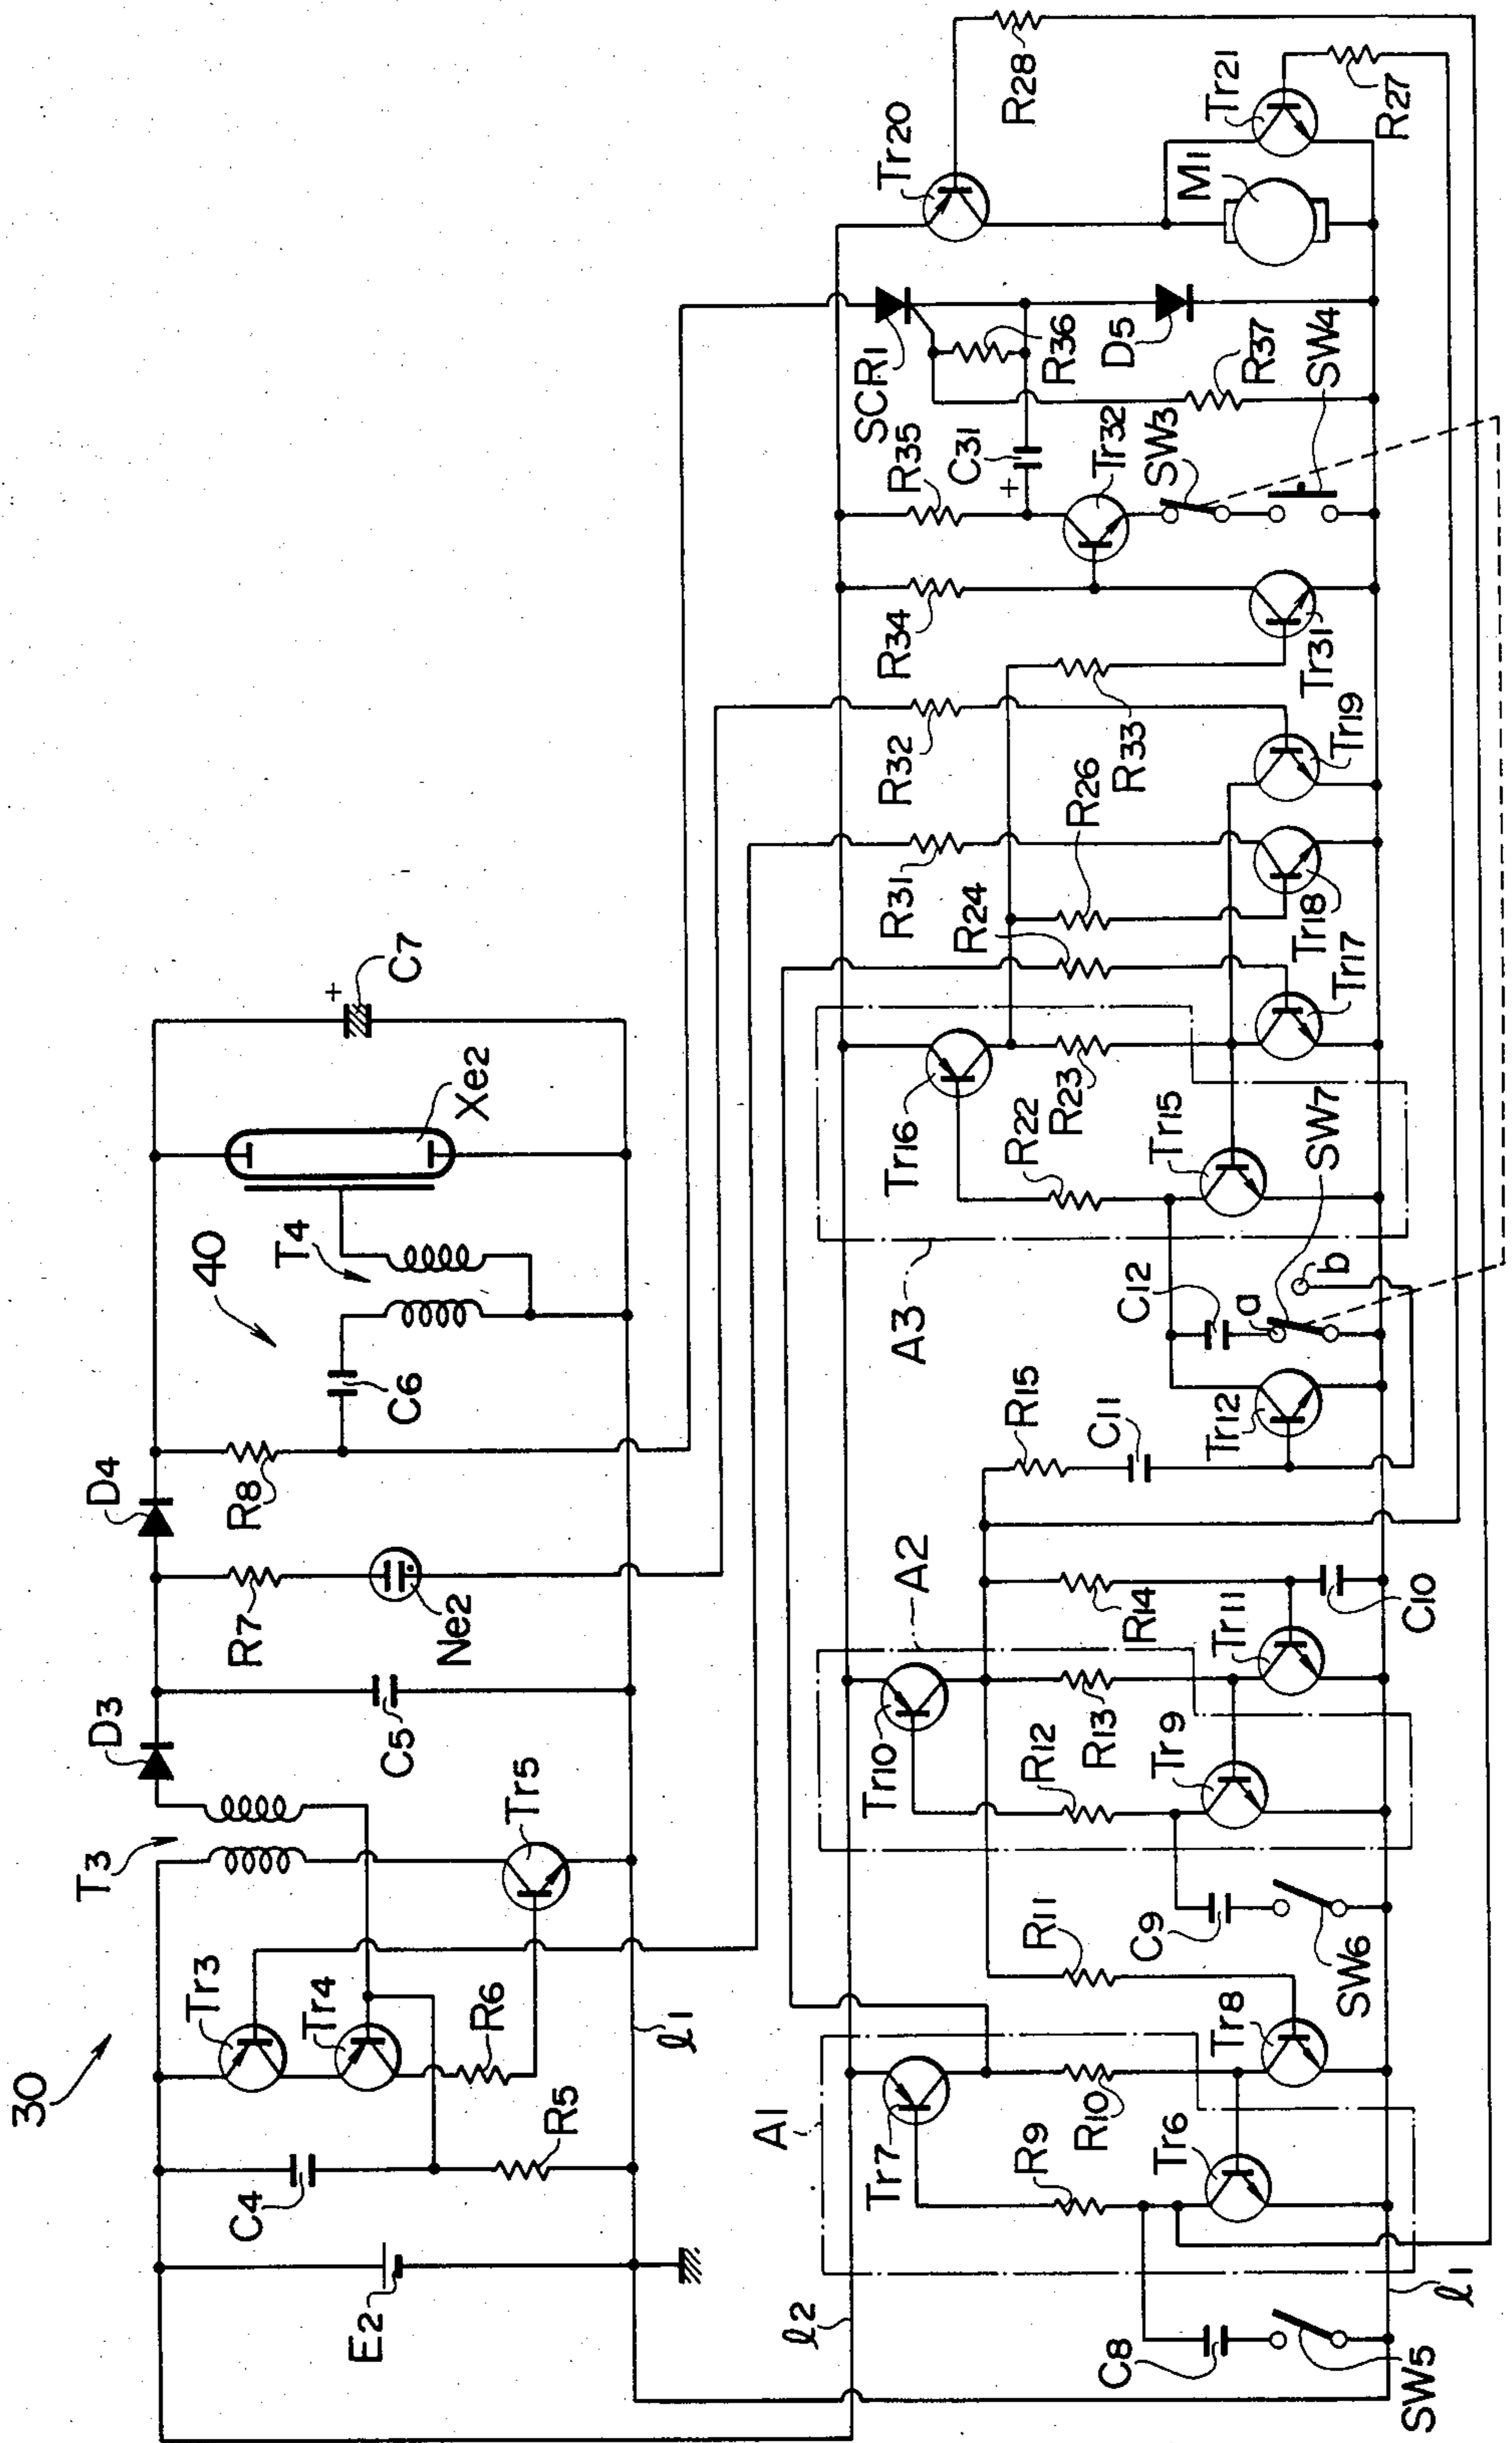 30
T3
D3
D4
R7
R8
40
T4
Xe2
+
C7
C6
Ne2
C5
Tr5
Tr3
Tr4
R6
R5
C4
E2
l1
l2
A1
Tr7
R9
R10
Tr6
Tr8
C8
SW5
l1
R11
C9
SW6
A2
Tr10
R12
R13
Tr9
Tr11
R14
C10
R15
C11
Tr12
C12
a
b
SW7
A3
Tr16
R22
R23
Tr15
Tr17
R24
R26
Tr18
R31
R32
Tr19
R33
Tr31
R34
R35
C31
+
Tr32
SW3
SW4
SCR1
R36
R37
D5
Tr20
M1
Tr21
R27
R28